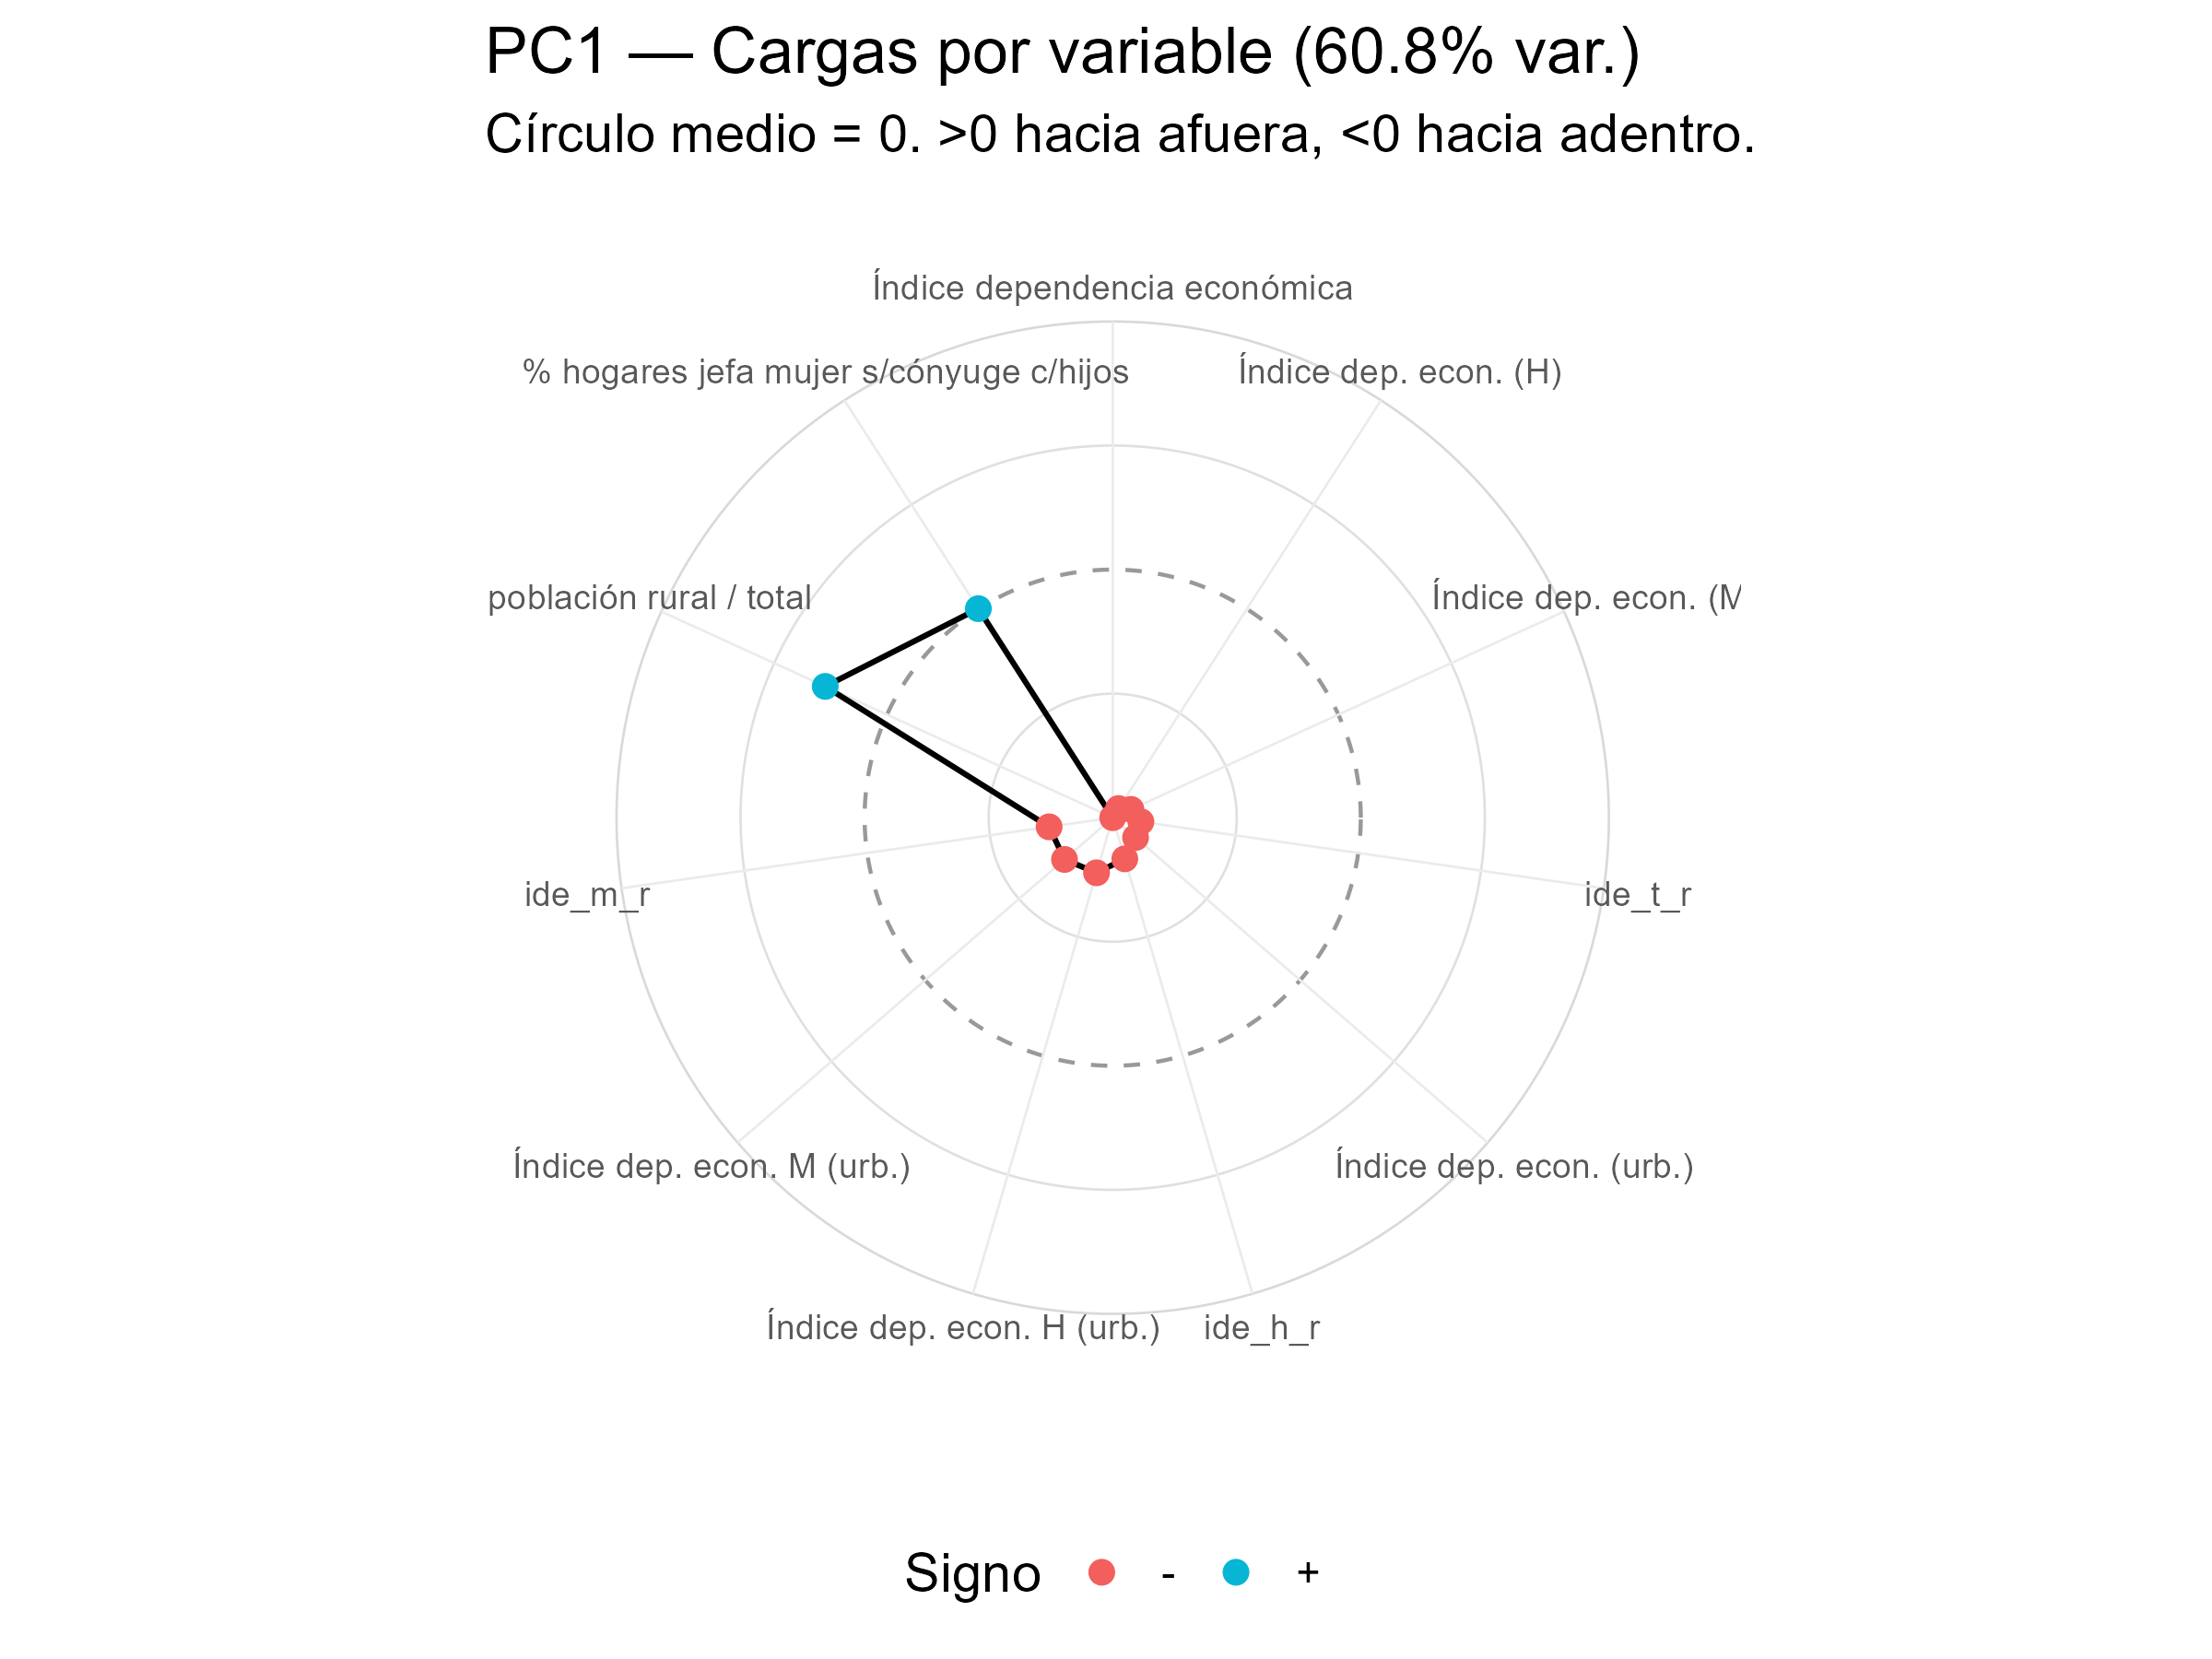 PC1 — Cargas por variable (60.8% var.)
Círculo medio = 0. >0 hacia afuera, <0 hacia adentro.
Índice dependencia económica
% hogares jefa mujer s/cónyuge c/hijos
Índice dep. econ. (H)
población rural / total
Índice dep. econ. (M
ide_m_r
ide_t_r
Índice dep. econ. M (urb.)
Índice dep. econ. (urb.)
Índice dep. econ. H (urb.)
ide_h_r
Signo - +